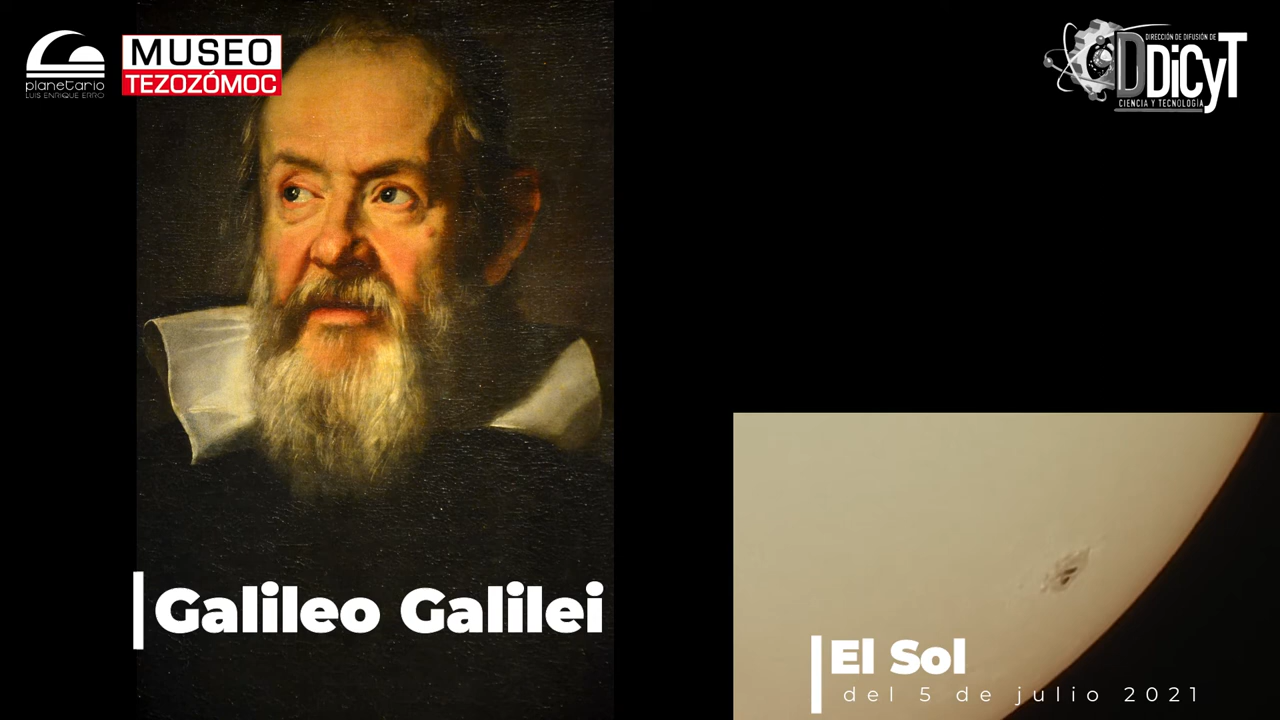 planetario
LUIS ENRIQUE ERRO
MUSEO
TEZOZÓMOC
DIRECCIÓN DE DIFUSIÓN DE
DDiCyT
CIENCIA Y TECNOLOGÍA
Galileo Galilei
El Sol
del 5 de julio 2021